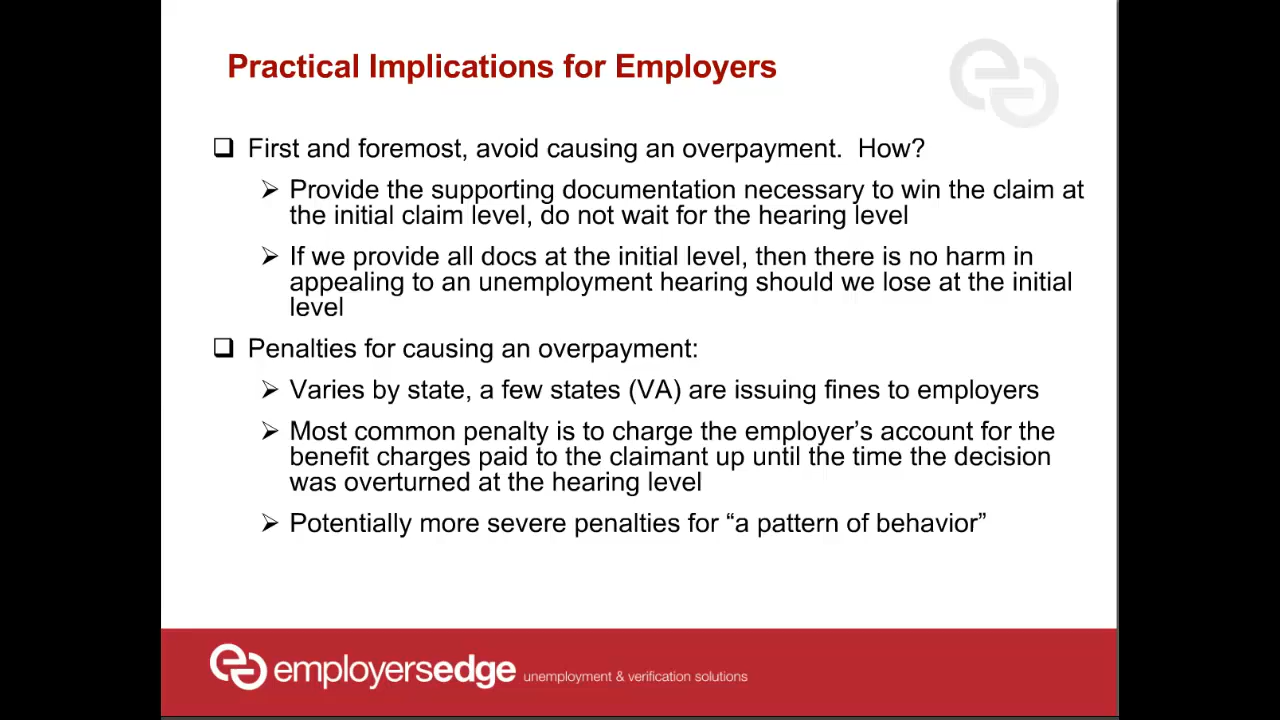 Practical Implications for Employers
First and foremost, avoid causing an overpayment.  How?
Provide the supporting documentation necessary to win the claim at
the initial claim level, do not wait for the hearing level
If we provide all docs at the initial level, then there is no harm in
appealing to an unemployment hearing should we lose at the initial
level
Penalties for causing an overpayment:
Varies by state, a few states (VA) are issuing fines to employers
Most common penalty is to charge the employer’s account for the
benefit charges paid to the claimant up until the time the decision
was overturned at the hearing level
Potentially more severe penalties for “a pattern of behavior”
employersedge unemployment & verification solutions